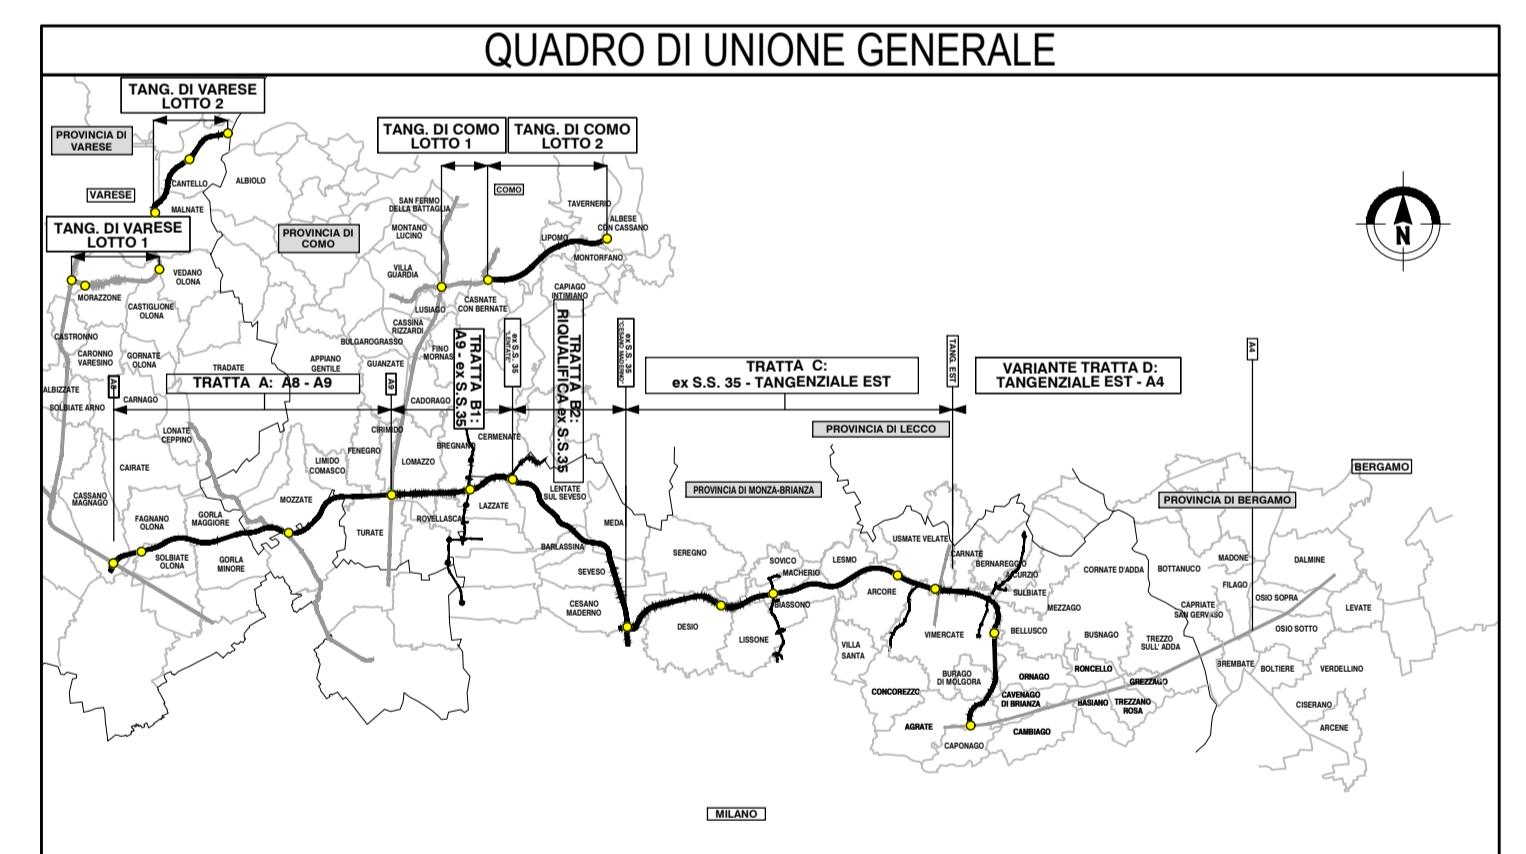 QUADRO DI UNIONE GENERALE
TANG. DI VARESE
LOTTO 2
PROVINCIA DI
VARESE
TANG. DI COMO
LOTTO 1
TANG. DI COMO
LOTTO 2
CANTELLO
ALBIOLO
VARESE
MALNATE
COMO
SAN FERMO
DELLA BATTAGLIA
TAVERNERIO
ALBESE
CON CASSANO
TANG. DI VARESE
LOTTO 1
PROVINCIA DI
COMO
MONTANO
LUCINO
LIPOMO
MONTORFANO
N
VEDANO
OLONA
VILLA
GUARDIA
CAPIAGO
INTIMIANO
MORAZZONE
CASTIGLIONE
OLONA
LUSIAGO
CASNATE
CON BERNATE
CASSINA
RIZZARDI
CASTRONNO
BULGAROGRASSO
CARONNO
VARESINO
GORNATE
OLONA
TRADATE
APPIANO
GENTILE
GUANZATE
FINO
MORNAS
TRATTA B1:
A9 - ex S.S.35
ex S.S. 35
"LENTATE"
TRATTA B2:
RIQUALIFICA ex S.S.35
ex S.S. 35
"CESANO MADERNO"
TRATTA C:
ex S.S. 35 - TANGENZIALE EST
TANG. EST
VARIANTE TRATTA D:
TANGENZIALE EST - A4
A4
ALBIZZATE
A8
TRATTA A: A8 - A9
A9
SOLBIATE ARNO
CARNAGO
CADORAGO
LONATE
CEPPINO
CIRIMIDO
CERMENATE
PROVINCIA DI LECCO
FENEGRO
BREGNANO
CAIRATE
LIMIDO
COMASCO
LOMAZZO
BERGAMO
CASSANO
MAGNAGO
MOZZATE
LENTATE
SUL SEVESO
PROVINCIA DI MONZA-BRIANZA
PROVINCIA DI BERGAMO
FAGNANO
OLONA
GORLA
MAGGIORE
TURATE
ROVELLASCA
LAZZATE
MEDA
SOLBIATE
OLONA
GORLA
MINORE
BARLASSINA
SEREGNO
SEVESO
SOVICO
MACHERIO
LESMO
USMATE VELATE
CARNATE
BERNAREGGIO
CORNATE D'ADDA
BOTTANUCO
MADONE
DALMINE
FILAGO
CESANO
MADERNO
DESIO
BIASSONO
LISSONE
ARCORE
SULBIATE
MEZZAGO
CAPRIATE
SAN GERVASO
OSIO SOPRA
LEVATE
VILLA
SANTA
VIMERCATE
BELLUSCO
BUSNAGO
TREZZO
SULL' ADDA
OSIO SOTTO
BURAGO
DI MOLGORA
ORNAGO
RONCELLO
GREZZAGO
BREMBATE
BOLTIERE
VERDELLINO
CONCOREZZO
CAVENAGO
DI BRIANZA
BASIANO
TREZZANO
ROSA
CISERANO
AGRATE
CAMBIAGO
ARCENE
CAPONAGO
MILANO